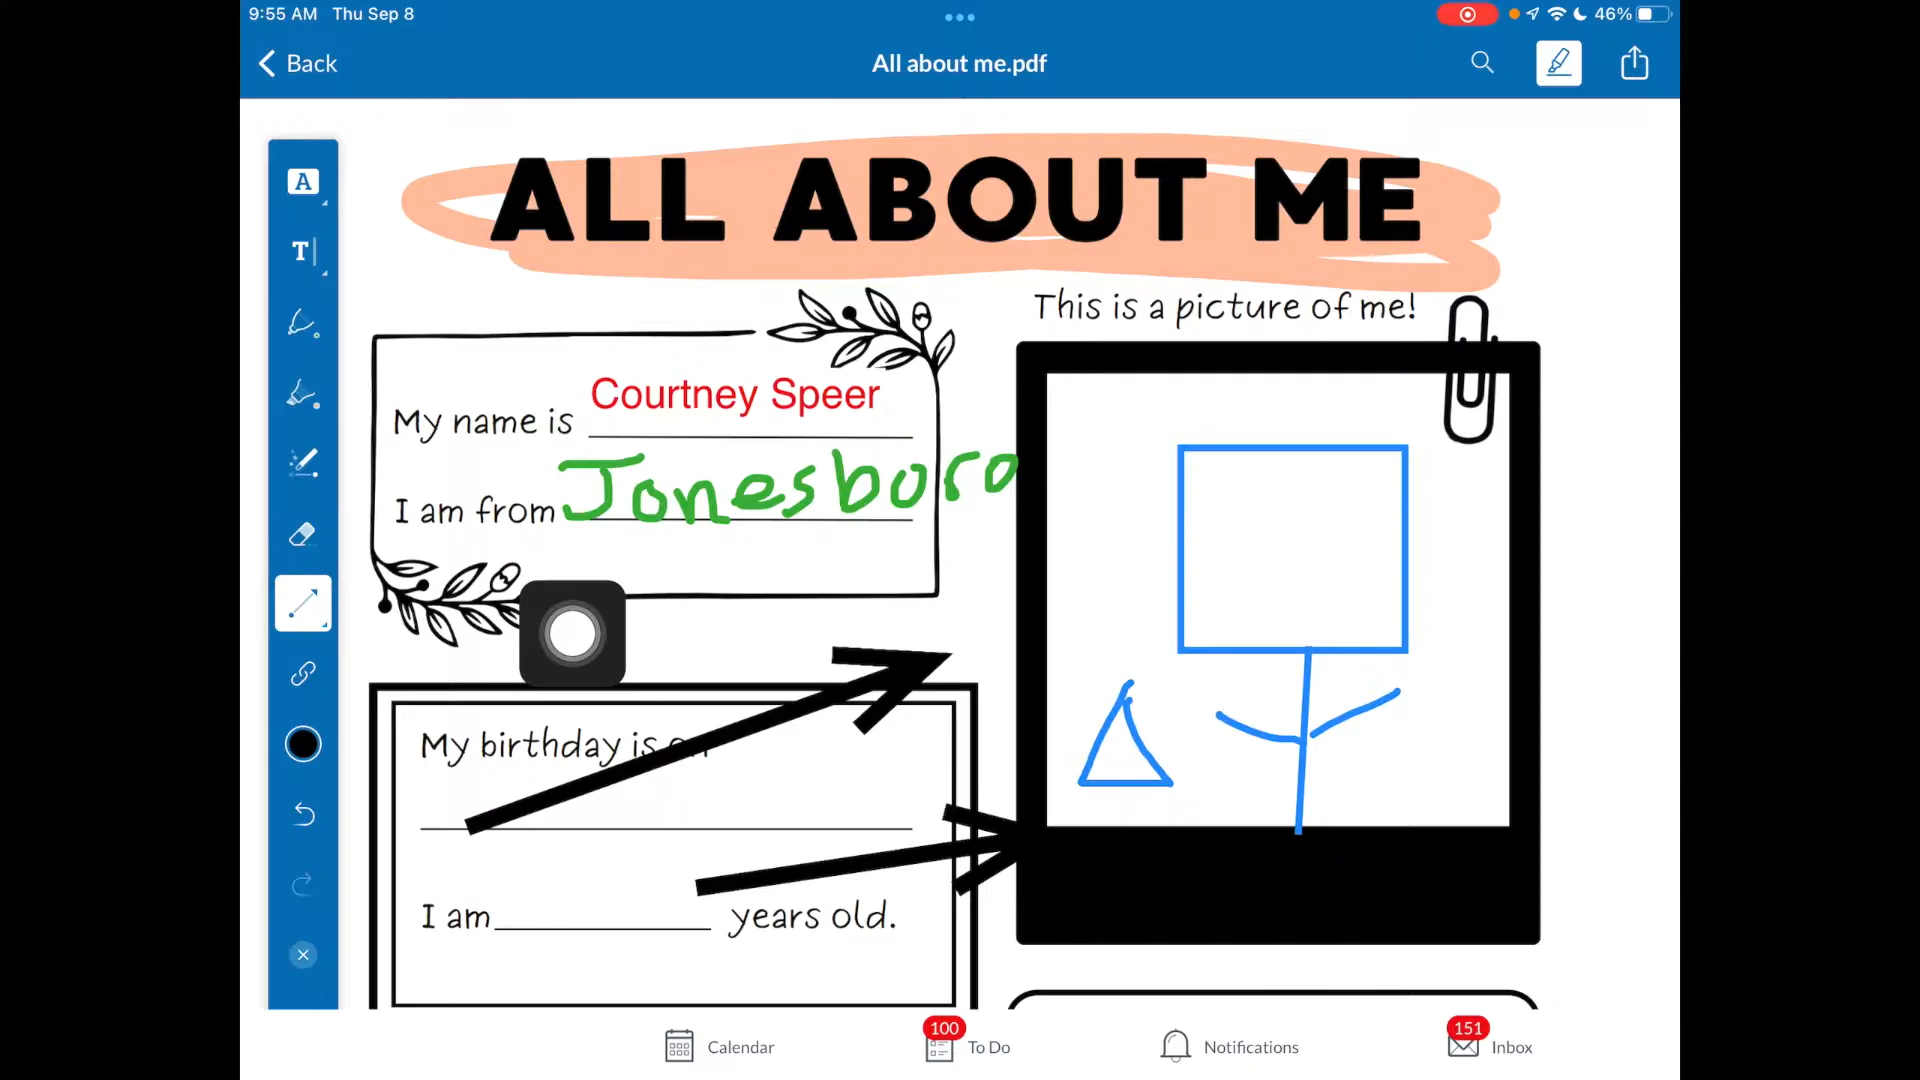 9:55 AM Thu Sep 8
46%
Back
All about me.pdf
A
T
ALL ABOUT ME
This is a picture of me!
My name is Courtney Speer
I am from Jonesboro
My birthday is on
I am years old.
Calendar
100
To Do
Notifications
151
Inbox